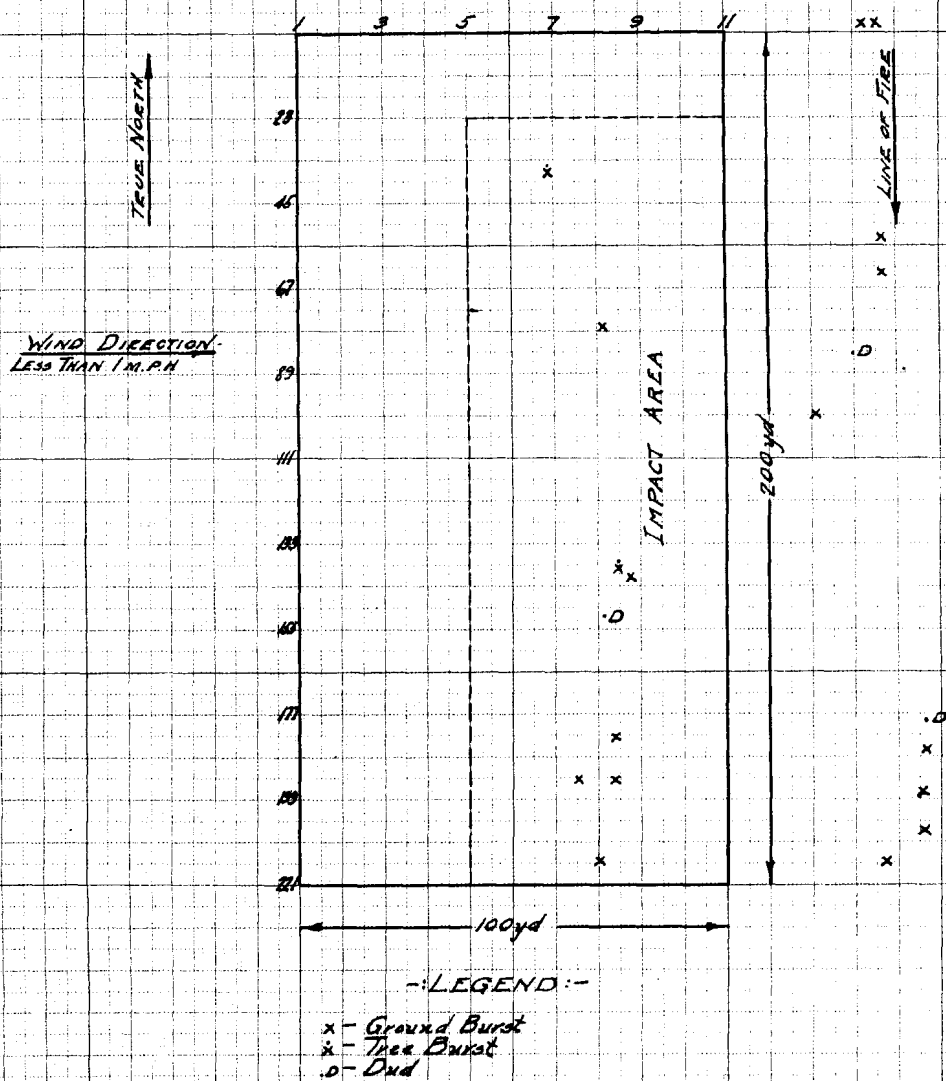 1 3 5 7 9 11
xx
TRUE NORTH
LINE OF FIRE
23
45
67
WIND DIRECTION
LESS THAN 1 M.P.H
89
.D
IMPACT AREA
200yd
111
133
.D
155
177
.D
199
221
100yd
-:LEGEND:-
x - Ground Burst
ẋ - Tree Burst
.D - Dud